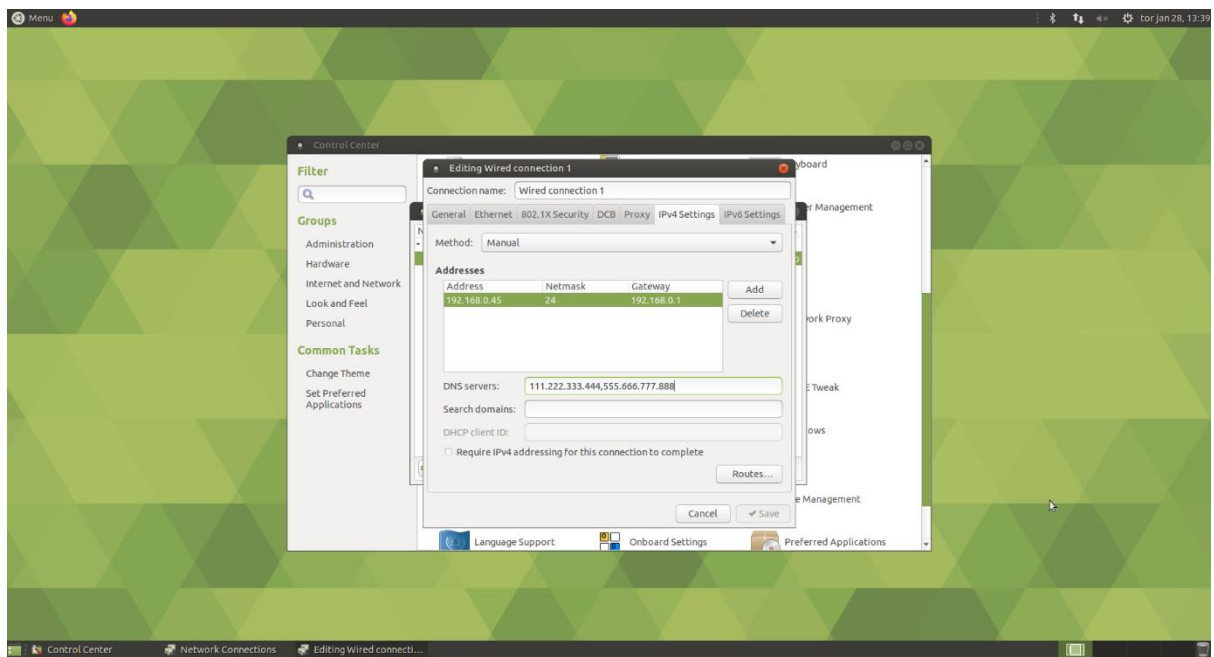 Menu
tor jan 28, 13:39
Control Center
Filter
Groups
Administration
Hardware
Internet and Network
Look and Feel
Personal
Common Tasks
Change Theme
Set Preferred
Applications
Editing Wired connection 1
Connection name: Wired connection 1
General Ethernet 802.1X Security DCB Proxy IPv4 Settings IPv6 Settings
Method: Manual
Addresses
Address Netmask Gateway
192.168.0.45 24 192.168.0.1
Add
Delete
DNS servers: 111.222.333.444,555.666.777.888
Search domains:
DHCP client ID:
Require IPv4 addressing for this connection to complete
Routes...
Cancel Save
yboard
er Management
ork Proxy
E Tweak
ows
e Management
Language Support Onboard Settings Preferred Applications
Control Center Network Connections Editing Wired connecti...